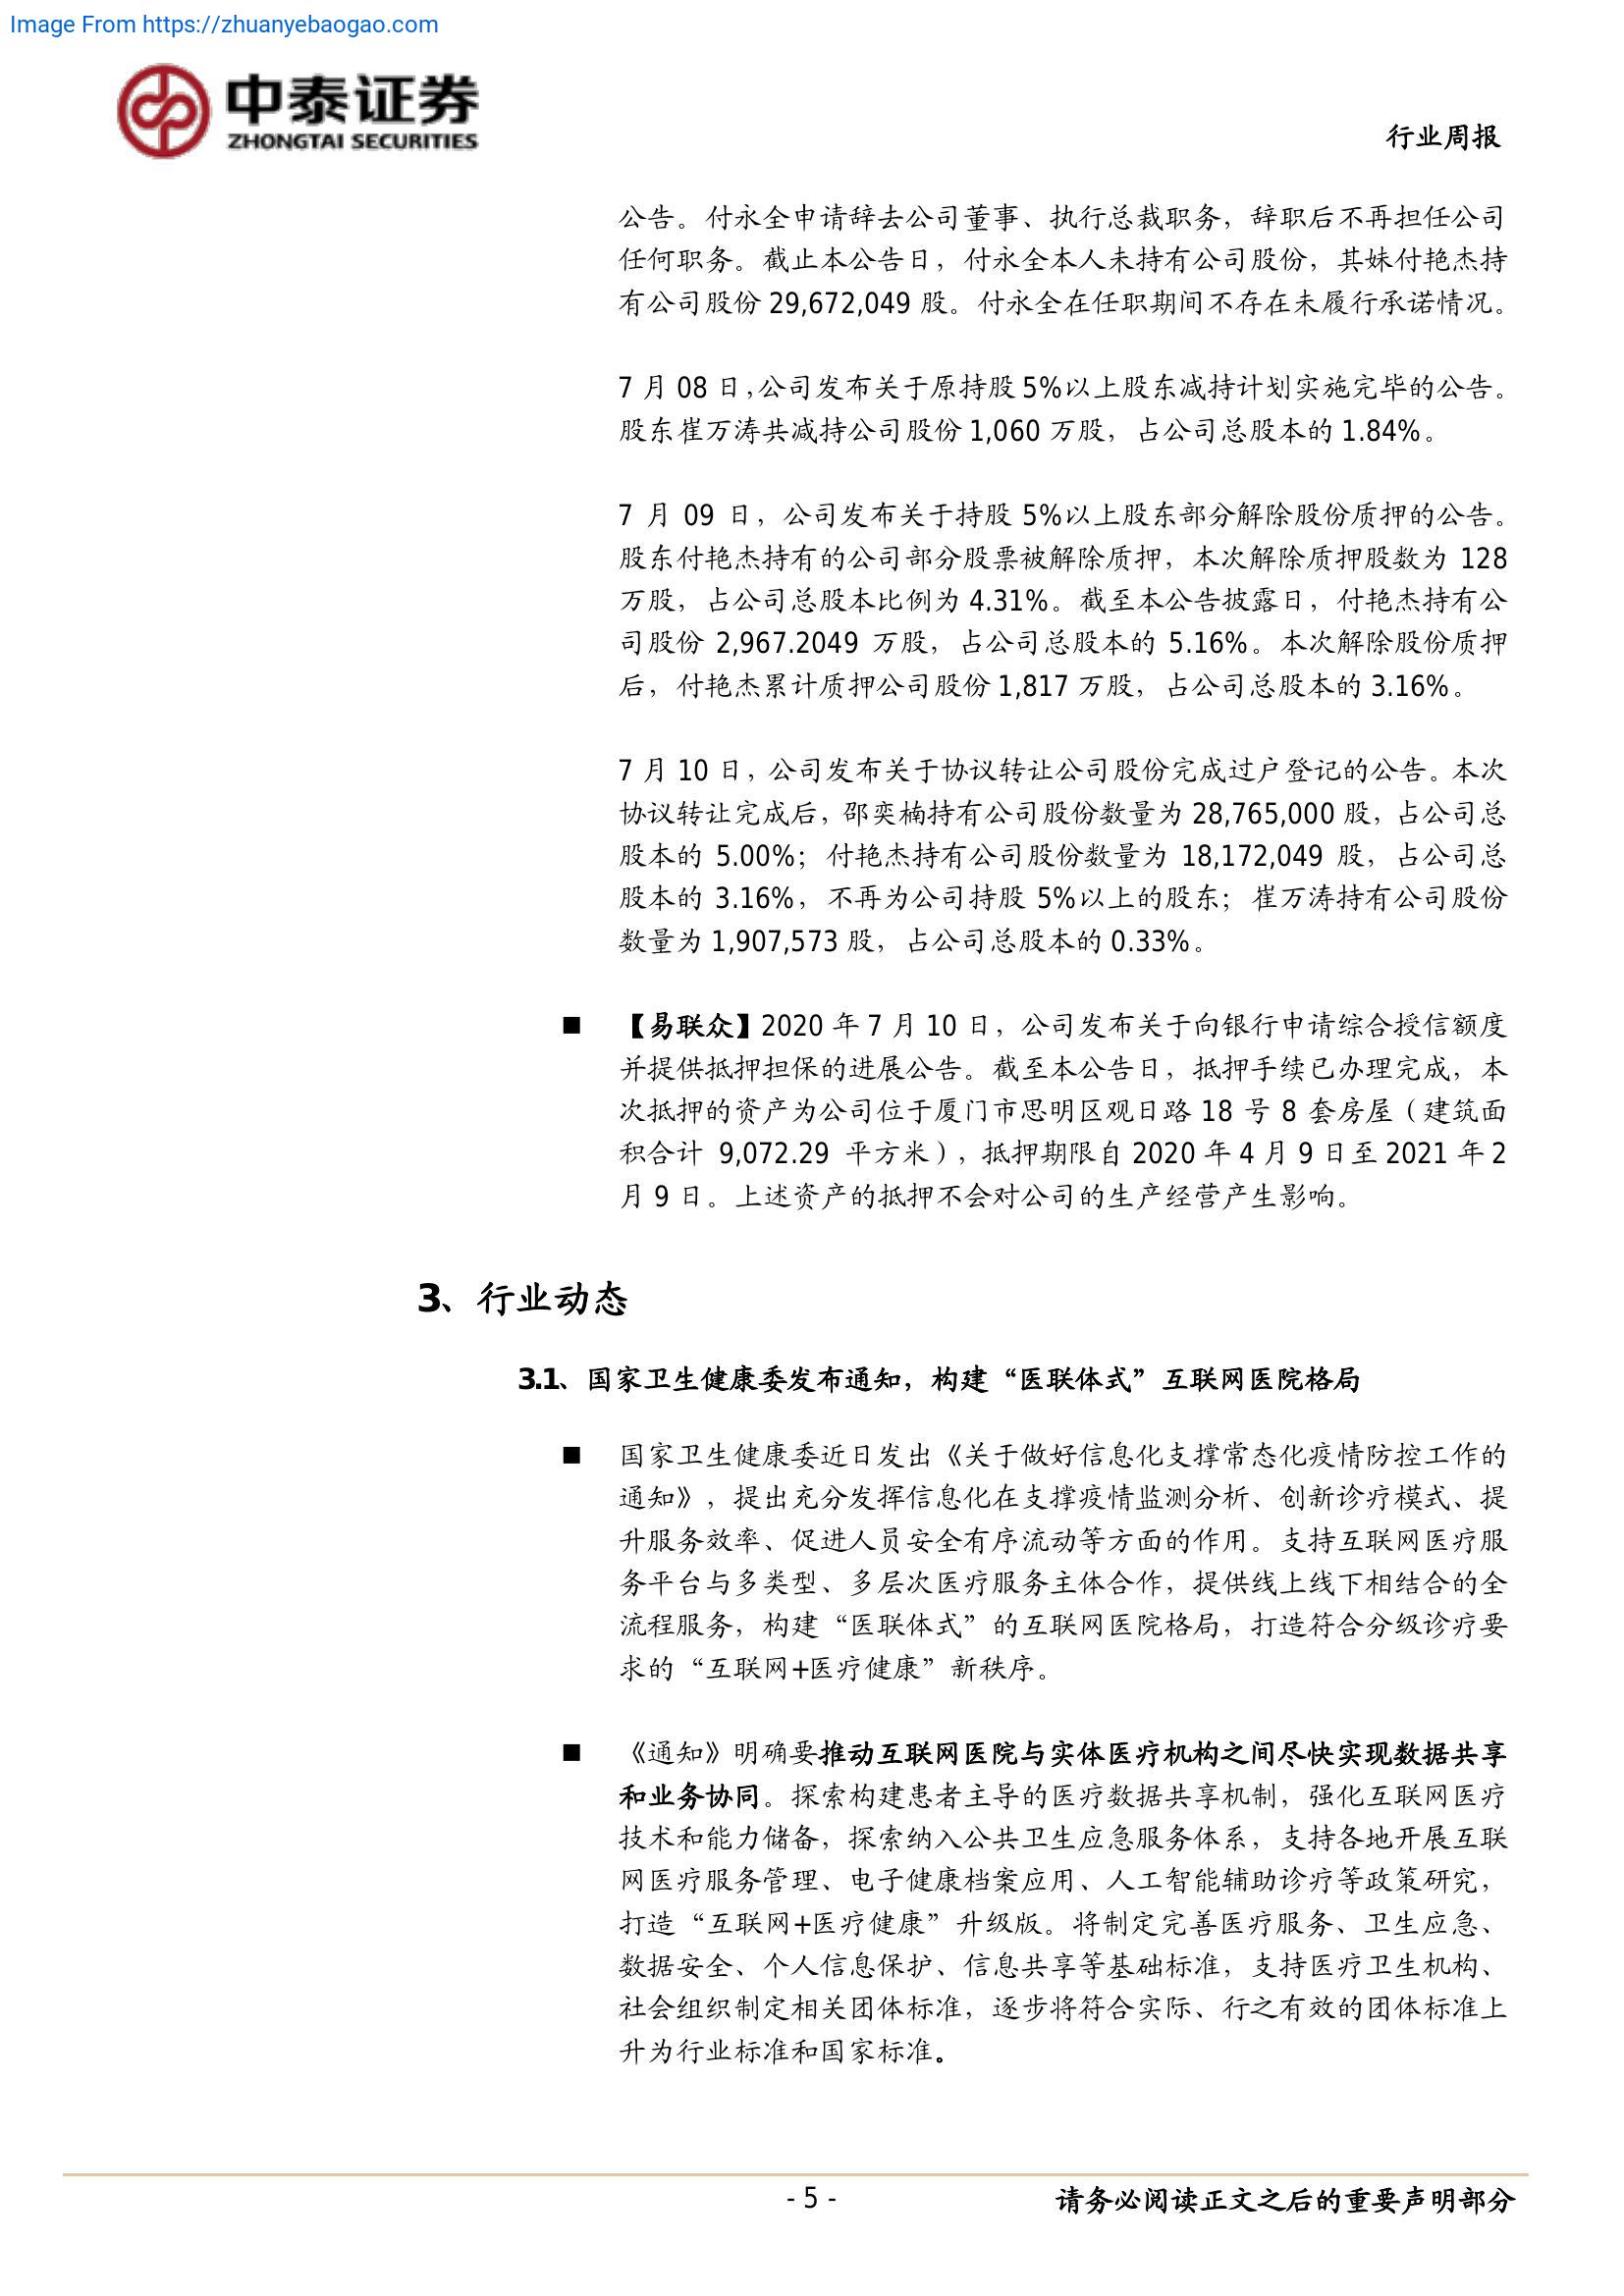 Image From https://zhuanyebaogao.com
中泰证券
ZHONGTAI SECURITIES
行业周报
公告。付永全申请辞去公司董事、执行总裁职务，辞职后不再担任公司
任何职务。截止本公告日，付永全本人未持有公司股份，其妹付艳杰持
有公司股份 29,672,049 股。付永全在任职期间不存在未履行承诺情况。
7 月 08 日，公司发布关于原持股 5%以上股东减持计划实施完毕的公告。
股东崔万涛共减持公司股份 1,060 万股，占公司总股本的 1.84%。
7 月 09 日，公司发布关于持股 5%以上股东部分解除股份质押的公告。
股东付艳杰持有的公司部分股票被解除质押，本次解除质押股数为 128
万股，占公司总股本比例为 4.31%。截至本公告披露日，付艳杰持有公
司股份 2,967.2049 万股，占公司总股本的 5.16%。本次解除股份质押
后，付艳杰累计质押公司股份 1,817 万股，占公司总股本的 3.16%。
7 月 10 日，公司发布关于协议转让公司股份完成过户登记的公告。本次
协议转让完成后，邵奕楠持有公司股份数量为 28,765,000 股，占公司总
股本的 5.00%；付艳杰持有公司股份数量为 18,172,049 股，占公司总
股本的 3.16%，不再为公司持股 5%以上的股东；崔万涛持有公司股份
数量为 1,907,573 股，占公司总股本的 0.33%。
■ 【易联众】2020 年 7 月 10 日，公司发布关于向银行申请综合授信额度
并提供抵押担保的进展公告。截至本公告日，抵押手续已办理完成，本
次抵押的资产为公司位于厦门市思明区观日路 18 号 8 套房屋（建筑面
积合计 9,072.29 平方米），抵押期限自 2020 年 4 月 9 日至 2021 年 2
月 9 日。上述资产的抵押不会对公司的生产经营产生影响。
3、行业动态
3.1、国家卫生健康委发布通知，构建“医联体式”互联网医院格局
■ 国家卫生健康委近日发出《关于做好信息化支撑常态化疫情防控工作的
通知》，提出充分发挥信息化在支撑疫情监测分析、创新诊疗模式、提
升服务效率、促进人员安全有序流动等方面的作用。支持互联网医疗服
务平台与多类型、多层次医疗服务主体合作，提供线上线下相结合的全
流程服务，构建“医联体式”的互联网医院格局，打造符合分级诊疗要
求的“互联网+医疗健康”新秩序。
■ 《通知》明确要推动互联网医院与实体医疗机构之间尽快实现数据共享
和业务协同。探索构建患者主导的医疗数据共享机制，强化互联网医疗
技术和能力储备，探索纳入公共卫生应急服务体系，支持各地开展互联
网医疗服务管理、电子健康档案应用、人工智能辅助诊疗等政策研究，
打造“互联网+医疗健康”升级版。将制定完善医疗服务、卫生应急、
数据安全、个人信息保护、信息共享等基础标准，支持医疗卫生机构、
社会组织制定相关团体标准，逐步将符合实际、行之有效的团体标准上
升为行业标准和国家标准。
- 5 -
请务必阅读正文之后的重要声明部分